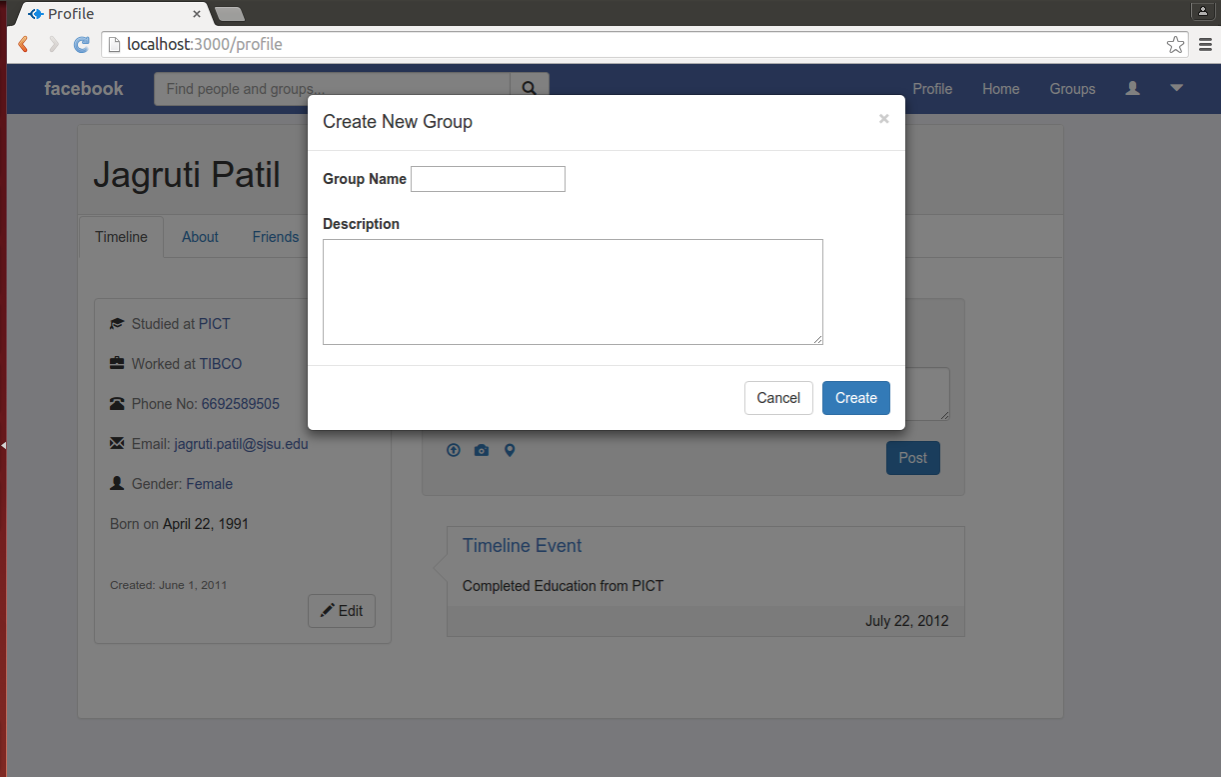 Profile
localhost:3000/profile
facebook
Find people and groups...
Profile
Home
Groups
Create New Group
Group Name
Description
Cancel
Create
Jagruti Patil
Timeline
About
Friends
Studied at PICT
Worked at TIBCO
Phone No: 6692589505
Email: jagruti.patil@sjsu.edu
Gender: Female
Born on April 22, 1991
Created: June 1, 2011
Edit
Post
Timeline Event
Completed Education from PICT
July 22, 2012